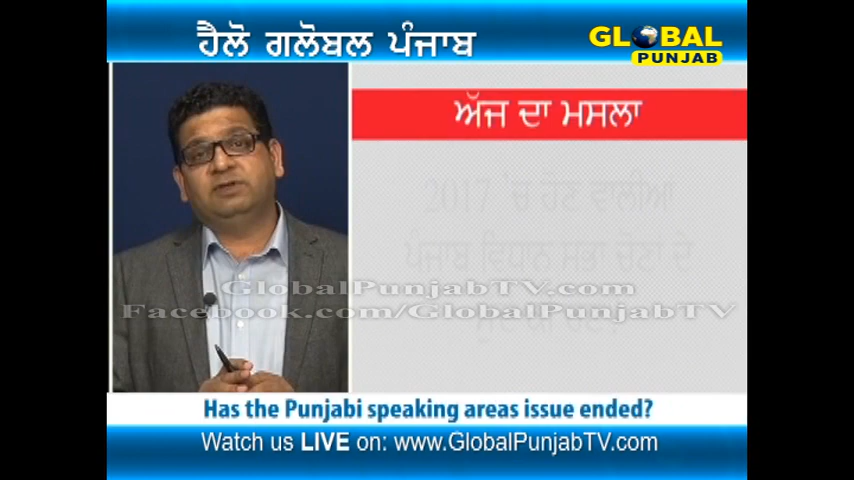 ਹੈਲੋ ਗਲੋਬਲ ਪੰਜਾਬ
GLOBAL
PUNJAB
ਅੱਜ ਦਾ ਮਸਲਾ
2017 'ਚ ਹੋਣ ਵਾਲੀਆਂ
ਪੰਜਾਬ ਵਿਧਾਨ ਸਭਾ ਚੋਣਾਂ ਦੇ
GlobalPunjabTV.com
Facebook.com/GlobalPunjabTV
Has the Punjabi speaking areas issue ended?
Watch us LIVE on: www.GlobalPunjabTV.com